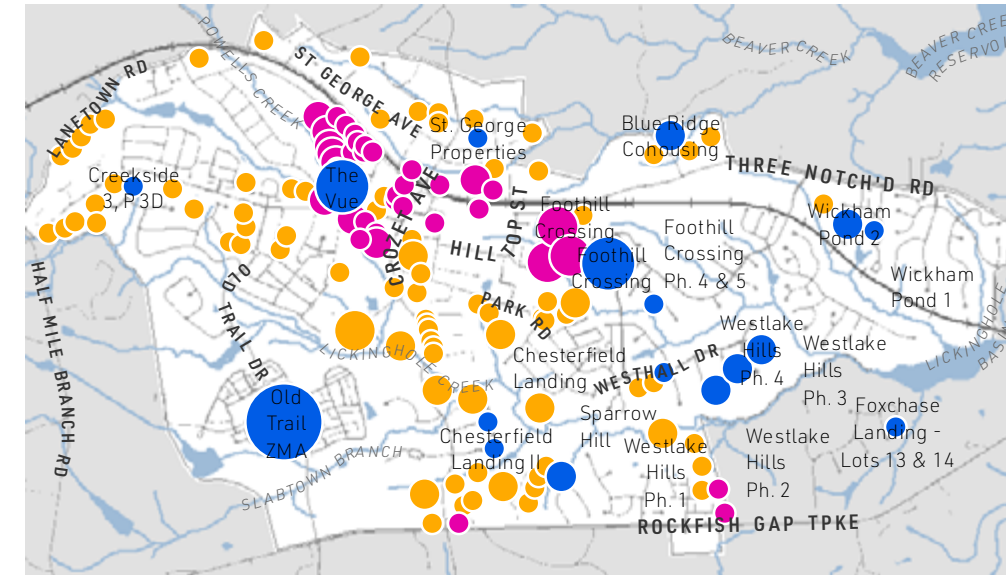 POWELLS CREEK
BEAVER CREEK
BEAVER CREE
RESERVO
ST GEORGE AVE
LANETOWN RD
St. George
Properties
Blue Ridge
Cohousing
THREE NOTCH'D RD
Creekside
3, P 3D
The
Vue
CROZET AVE
HILL TOP ST
Foothill
Crossing
Foothill
Crossing
Foothill
Crossing
Ph. 4 & 5
Wickham
Pond 2
Wickham
Pond 1
HALF MILE BRANCH RD
OLD
TRAIL DR
PARK RD
LICKINGHOLE CREEK
LICKINGHOLE
BAS
Chesterfield
Landing
WESTHALL DR
Westlake
Hills
Ph. 4
Westlake
Hills
Ph. 3
Old
Trail
ZMA
Sparrow
Hill
Foxchase
Landing -
Lots 13 & 14
Chesterfield
Landing II
Westlake
Hills
Ph. 1
Westlake
Hills
Ph. 2
SLABTOWN BRANCH
ROCKFISH GAP TPKE